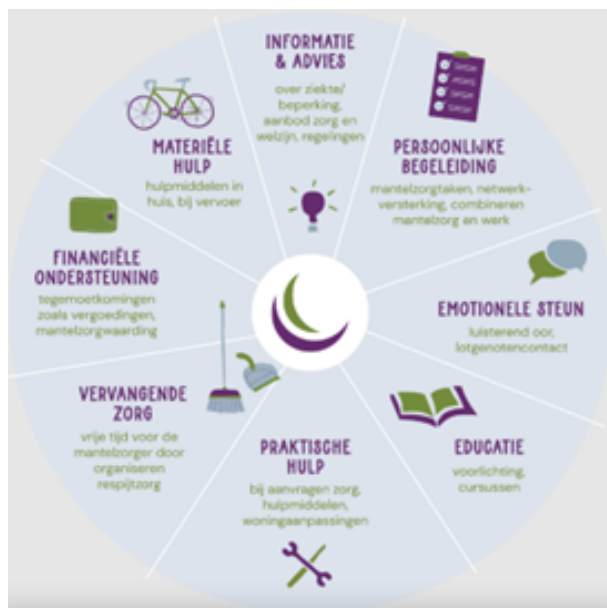 INFORMATIE
& ADVIES
over ziekte/
beperking,
aanbod zorg en
welzijn, regelingen
PERSOONLIJKE
BEGELEIDING
mantelzorgtaken, netwerk-
versterking, combineren
mantelzorg en werk
EMOTIONELE STEUN
luisterend oor,
lotgenotencontact
EDUCATIE
voorlichting,
cursussen
PRAKTISCHE
HULP
bij aanvragen zorg,
hulpmiddelen,
woningaanpassingen
VERVANGENDE
ZORG
vrije tijd voor de
mantelzorger door
organiseren
respijtzorg
FINANCIËLE
ONDERSTEUNING
tegemoetkomingen
zoals vergoedingen,
mantelzorgwaarding
MATERIËLE
HULP
hulpmiddelen in
huis, bij vervoer